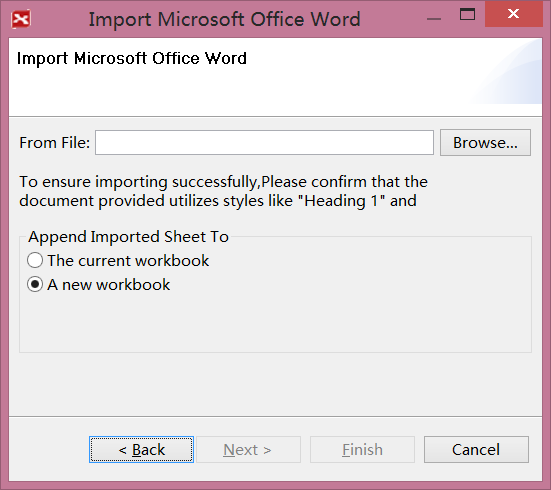 Import Microsoft Office Word
Import Microsoft Office Word
From File: Browse...
To ensure importing successfully,Please confirm that the
document provided utilizes styles like "Heading 1" and
Append Imported Sheet To
The current workbook
A new workbook
< Back Next > Finish Cancel